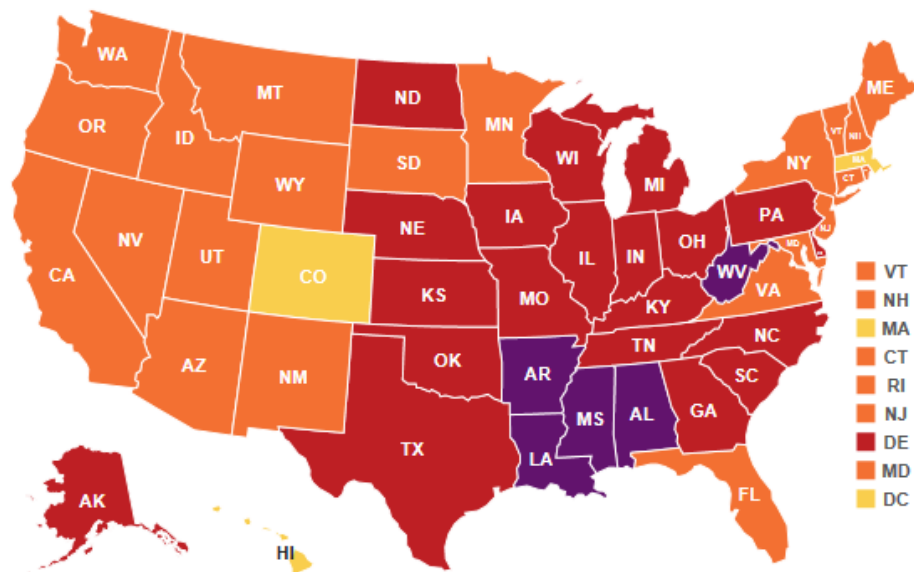 WA
MT
ND
MN
ME
OR
ID
SD
WI
VT
NH
NY
MA
WY
MI
CT
IA
PA
NE
NJ
NV
OH
MD
UT
IL
IN
CO
WV
CA
VA
KS
MO
KY
NC
TN
OK
SC
AZ
NM
AR
MS
AL
GA
TX
LA
FL
AK
HI
VT
NH
MA
CT
RI
NJ
DE
MD
DC